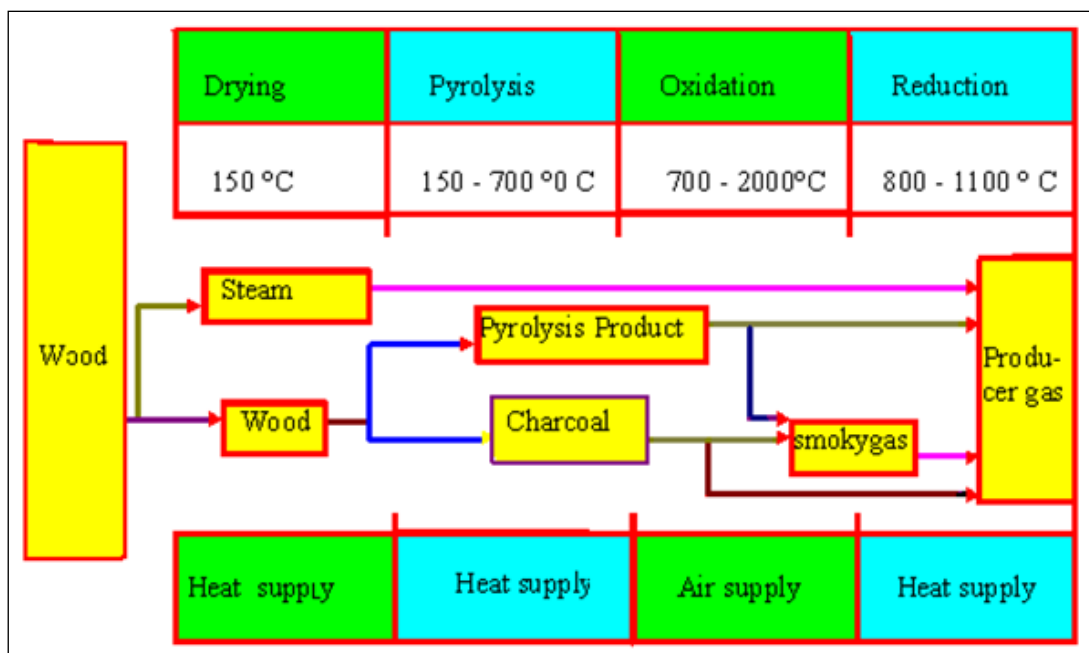 Drying Pyrolysis Oxidation Reduction
150 °C 150 - 700 °0 C 700 - 2000°C 800 - 1100 ° C
Steam
Pyrolysis Product
Wood
Produ-
cer gas
Wood
Charcoal
smokygas
Heat supply Heat supply Air supply Heat supply